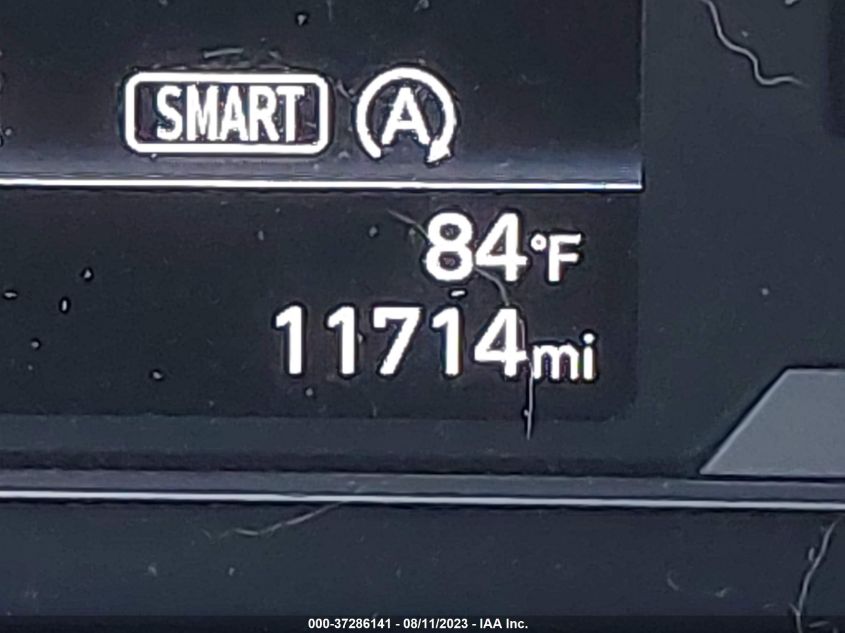 SMART A
84°F
11714mi
000-37286141 - 08/11/2023 - IAA Inc.